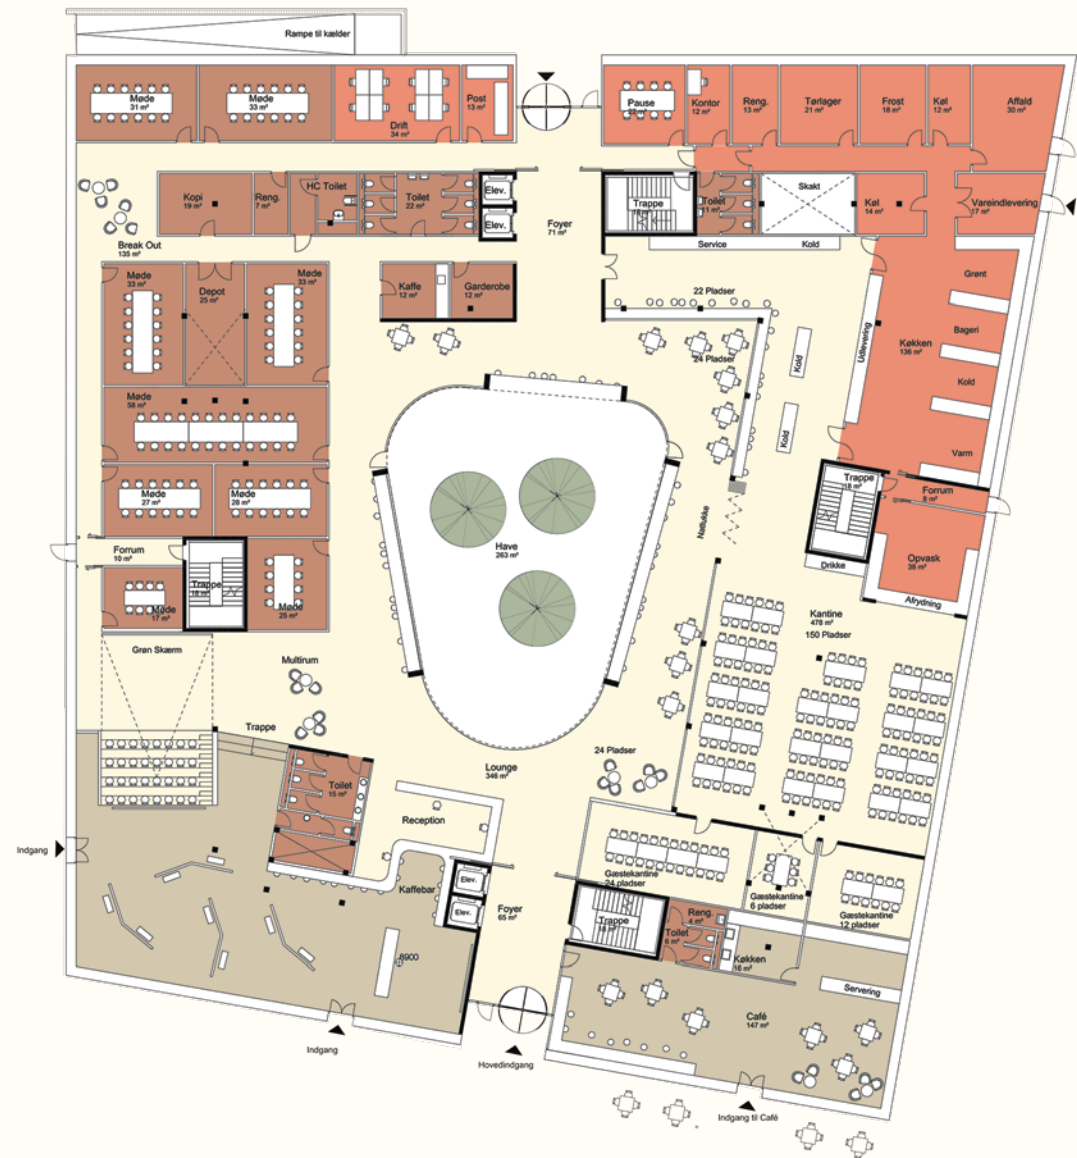 Rampe til kælder
Møde
31 m²
Møde
33 m²
Drift
34 m²
Post
13 m²
Pause
22 m²
Kontor
12 m²
Reng.
13 m²
Tørlager
21 m²
Frost
18 m²
Køl
12 m²
Affald
30 m²
Kopi
19 m²
Reng.
7 m²
HC Toilet
Toilet
22 m²
Elev.
Elev.
Foyer
71 m²
Trappe
Toilet
11 m²
Skakt
Køl
14 m²
Vareindlevering
17 m²
Break Out
135 m²
Service
Kold
Møde
33 m²
Depot
25 m²
Møde
33 m²
Kaffe
12 m²
Garderobe
12 m²
22 Pladser
Grønt
Bageri
Køkken
136 m²
Udlevering
24 Pladser
Kold
Kold
Kold
Varm
Møde
58 m²
Møde
27 m²
Møde
28 m²
Trappe
18 m²
Forrum
8 m²
Natlukke
Have
263 m²
Forrum
10 m²
Trappe
18 m²
Møde
17 m²
Møde
25 m²
Opvask
38 m²
Drikke
Afrydning
Kantine
478 m²
150 Pladser
Grøn Skærm
Multirum
Trappe
24 Pladser
Lounge
346 m²
Toilet
15 m²
Reception
Indgang
Kaffebar
Elev.
Elev.
Foyer
65 m²
Gæstekantine
24 pladser
Gæstekantine
6 pladser
Gæstekantine
12 pladser
Trappe
Reng.
4 m²
Toilet
6 m²
Køkken
16 m²
8900
Servering
Café
147 m²
Indgang
Hovedindgang
Indgang til Café